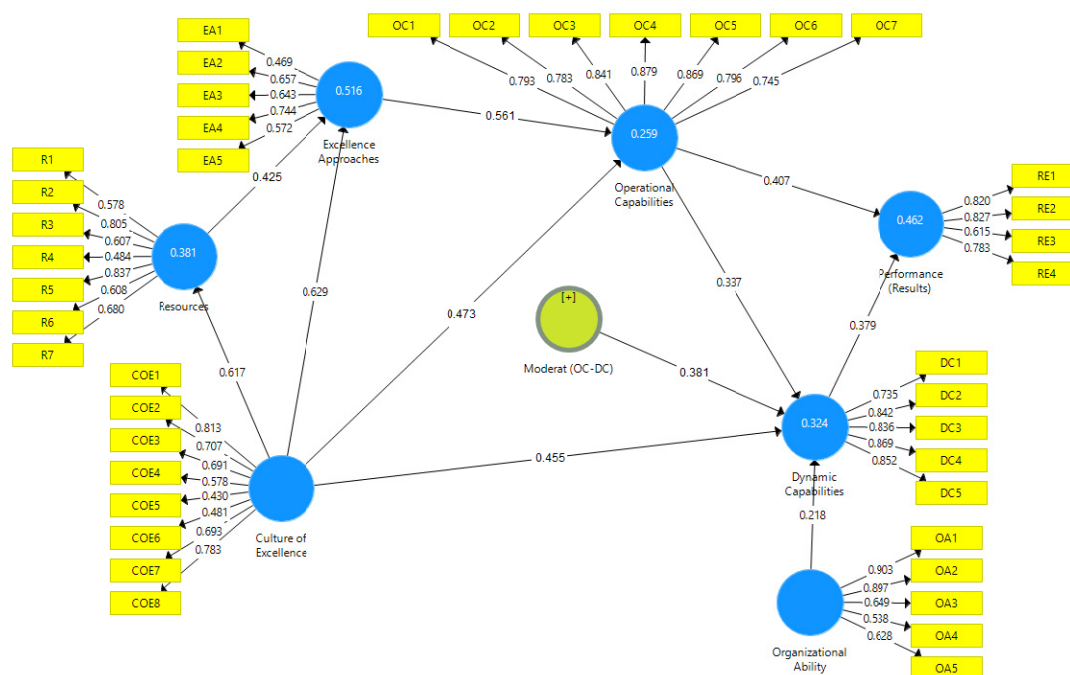 EA1
EA2
EA3
EA4
EA5
0.469
0.657
0.643
0.744
0.572
0.516
Excellence
Approaches
OC1
OC2
OC3
OC4
OC5
OC6
OC7
0.793
0.783
0.841
0.879
0.869
0.796
0.745
0.561
0.259
Operational
Capabilities
R1
R2
R3
R4
R5
R6
R7
0.578
0.805
0.607
0.484
0.837
0.608
0.680
0.381
Resources
0.425
0.629
0.473
0.407
0.337
0.462
Performance
(Results)
0.820
0.827
0.615
0.783
RE1
RE2
RE3
RE4
[+]
Moderat (OC-DC)
0.381
0.379
0.617
COE1
COE2
COE3
COE4
COE5
COE6
COE7
COE8
0.813
0.707
0.691
0.578
0.430
0.481
0.693
0.783
Culture of
Excellence
0.455
0.324
Dynamic
Capabilities
0.735
0.842
0.836
0.869
0.852
DC1
DC2
DC3
DC4
DC5
0.218
Organizational
Ability
0.903
0.897
0.649
0.538
0.628
OA1
OA2
OA3
OA4
OA5